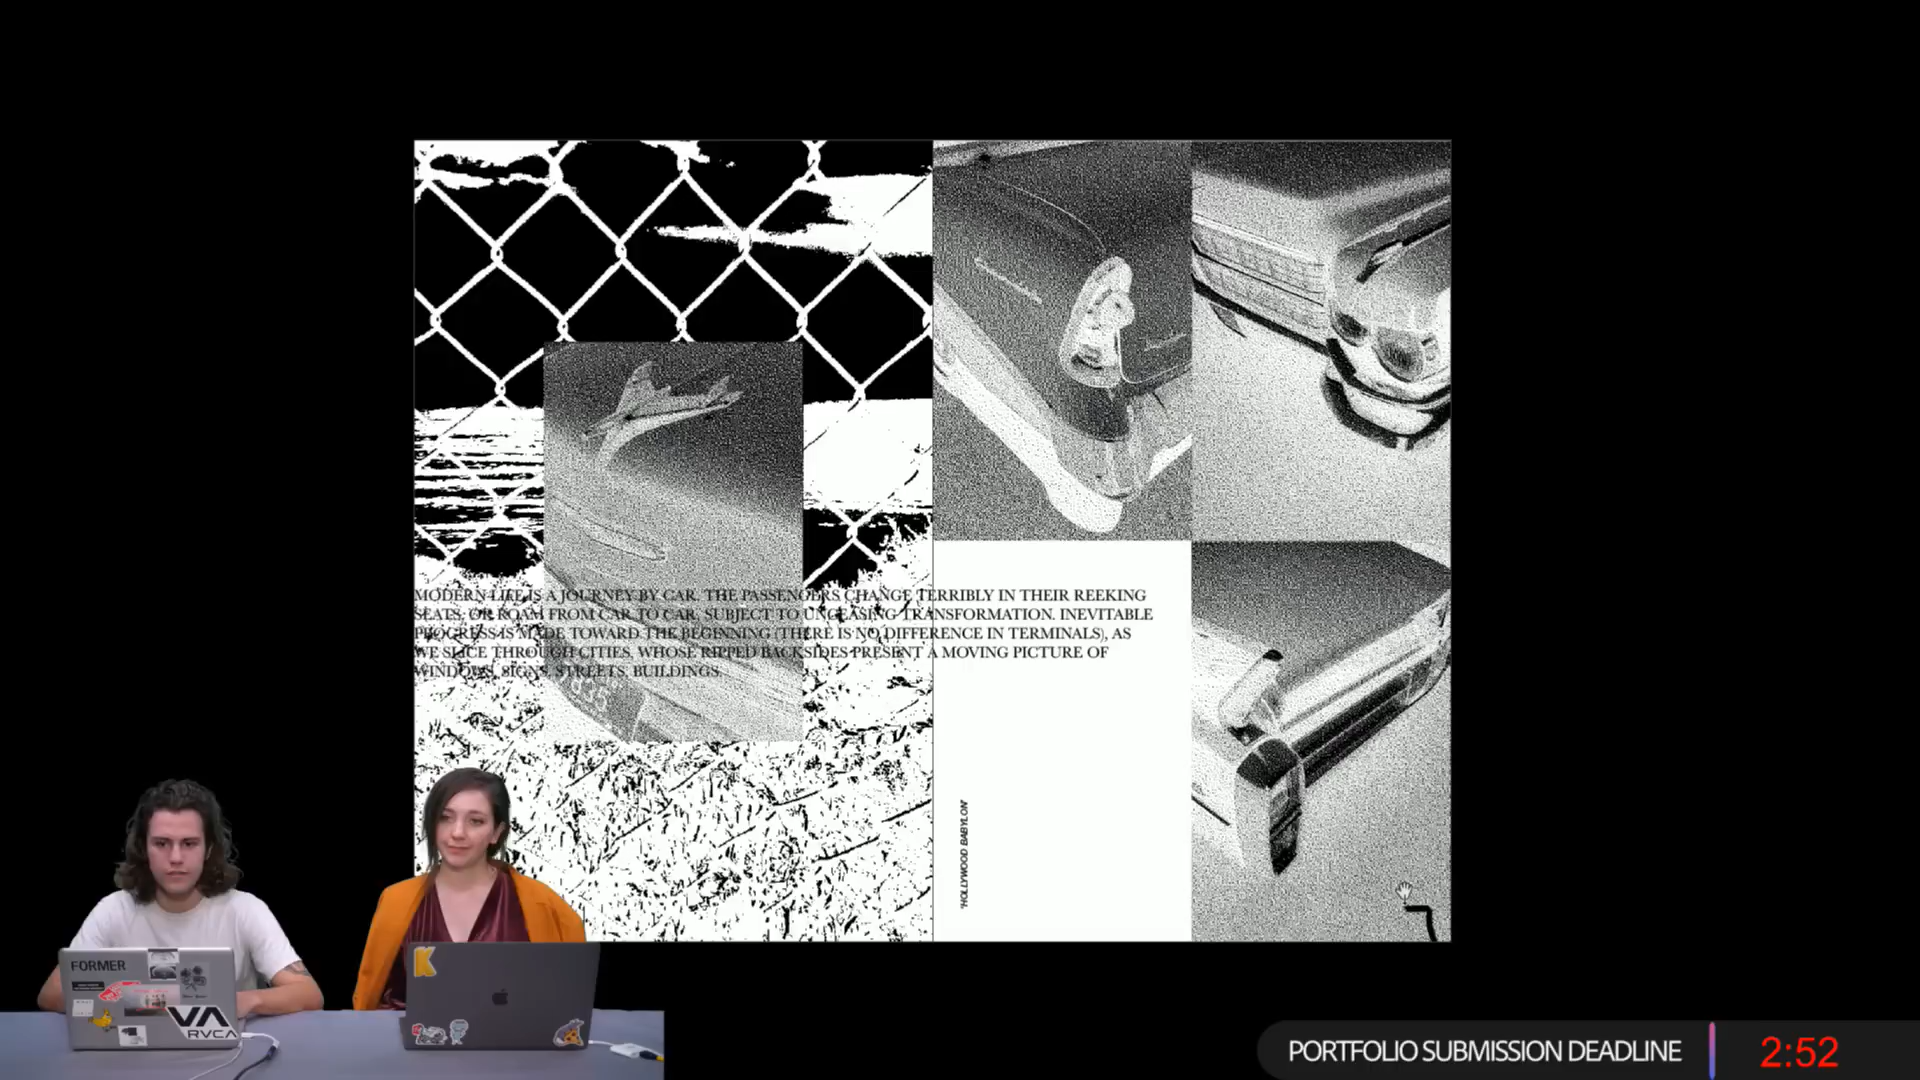 MODERN LIFE IS A JOURNEY BY CAR. THE PASSENGERS CHANGE TERRIBLY IN THEIR REEKING
SEATS, OR ROAM FROM CAR TO CAR, SUBJECT TO UNCEASING TRANSFORMATION. INEVITABLE
PROGRESS IS MADE TOWARD THE BEGINNING (THERE IS NO DIFFERENCE IN TERMINALS), AS
WE SLICE THROUGH CITIES, WHOSE RIPPED BACKSIDES PRESENT A MOVING PICTURE OF
WINDOWS, SIGNS, STREETS, BUILDINGS.
"HOLLYWOOD BABYLON"
FORMER
VA
RVCA
K
PORTFOLIO SUBMISSION DEADLINE
2:52